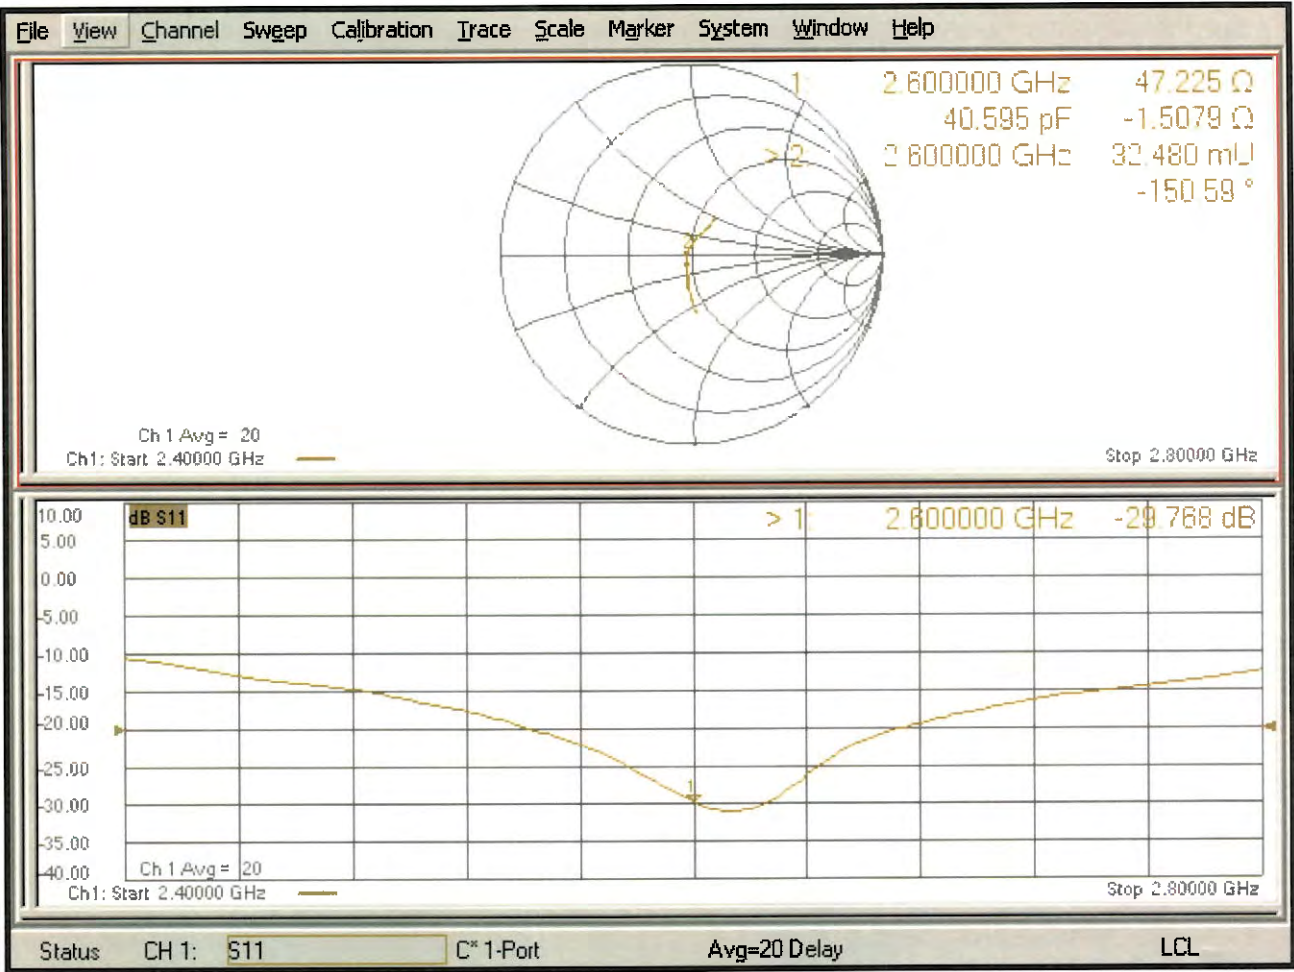 File View Channel Sweep Calibration Trace Scale Marker System Window Help
1: 2.600000 GHz 47.225 Ω
40.595 pF -1.5079 Ω
> 2: 2.600000 GHz 32.480 mU
-150.59 °
2
Ch 1 Avg = 20
Ch1: Start 2.40000 GHz
Stop 2.80000 GHz
10.00
dB S11
> 1: 2.600000 GHz -29.768 dB
5.00
0.00
-5.00
-10.00
-15.00
-20.00
-25.00
1
-30.00
-35.00
-40.00
Ch 1 Avg = 20
Ch1: Start 2.40000 GHz
Stop 2.80000 GHz
Status CH 1: S11 C* 1-Port Avg=20 Delay LCL